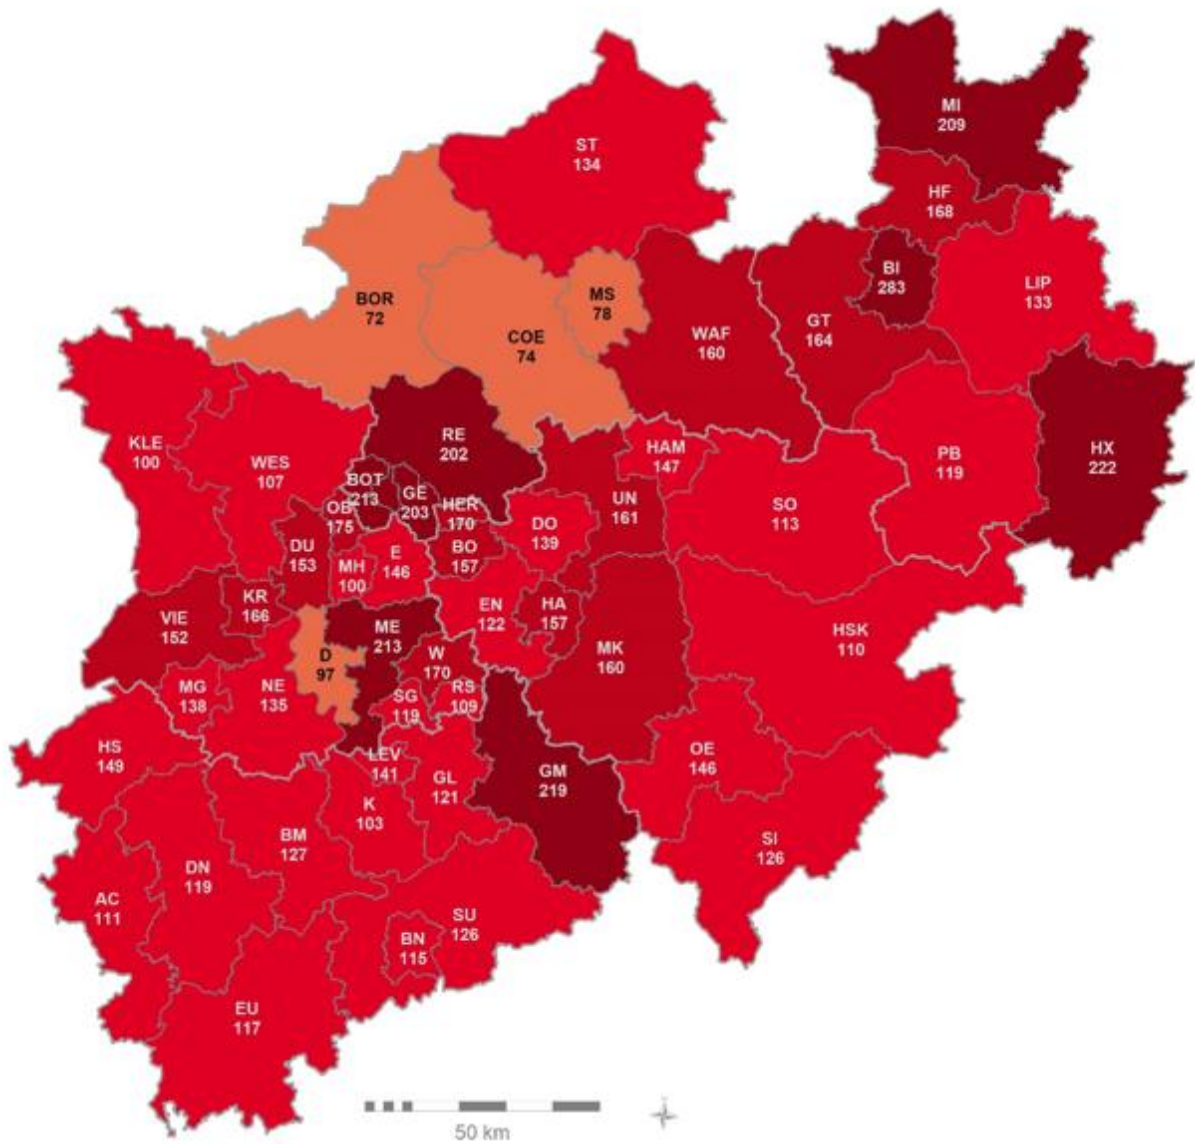 MI
209
ST
134
HF
168
BI
283
LIP
133
BOR
72
MS
78
COE
74
WAF
160
GT
164
KLE
100
WES
107
RE
202
HAM
147
PB
119
HX
222
BOT
213
GE
203
UN
161
SO
113
OB
175
HER
170
DO
139
DU
153
MH
100
E
146
BO
157
KR
166
VIE
152
EN
122
HA
157
ME
213
HSK
110
MK
160
D
97
W
170
MG
138
NE
135
SG
119
RS
109
HS
149
LEV
141
OE
146
GL
121
GM
219
K
103
BM
127
SI
126
DN
119
AC
111
SU
126
BN
115
EU
117
50 km